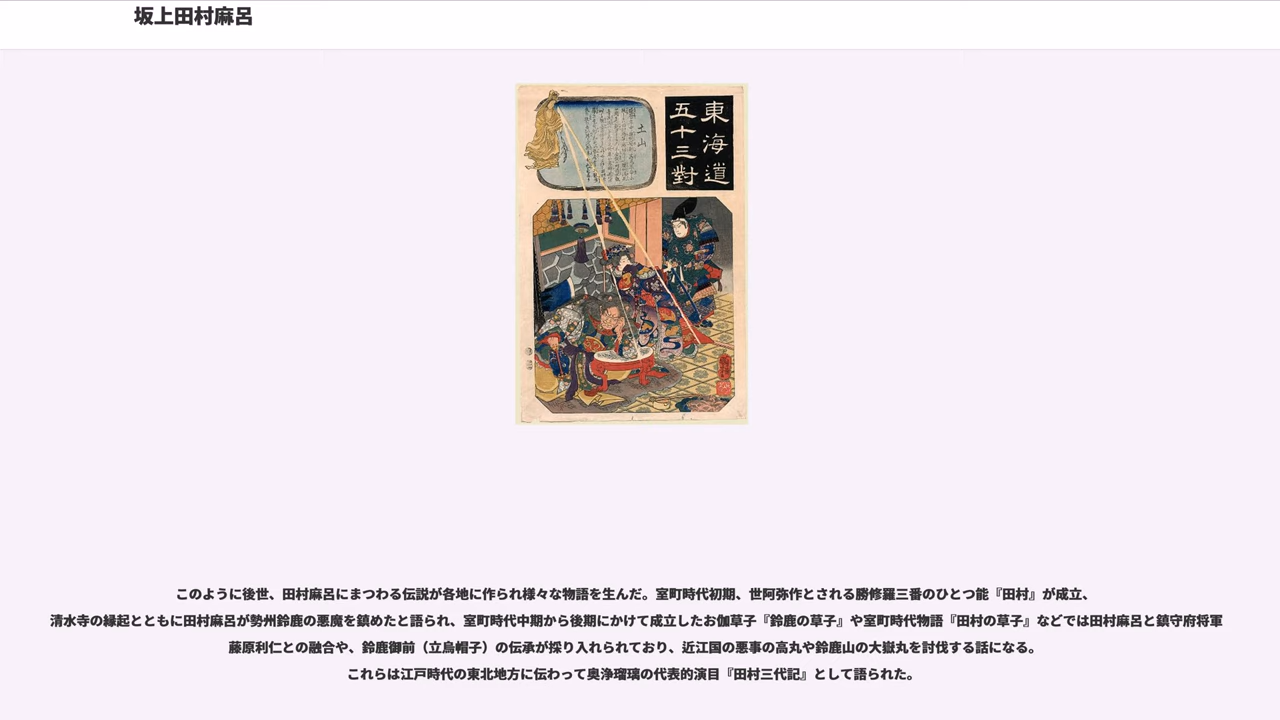 坂上田村麻呂
東海道
五十三對
土山
このように後世、田村麻呂にまつわる伝説が各地に作られ様々な物語を生んだ。室町時代初期、世阿弥作とされる勝修羅三番のひとつ能『田村』が成立、
清水寺の縁起とともに田村麻呂が勢州鈴鹿の悪魔を鎮めたと語られ、室町時代中期から後期にかけて成立したお伽草子『鈴鹿の草子』や室町時代物語『田村の草子』などでは田村麻呂と鎮守府将軍
藤原利仁との融合や、鈴鹿御前（立烏帽子）の伝承が採り入れられており、近江国の悪事の高丸や鈴鹿山の大嶽丸を討伐する話になる。
これらは江戸時代の東北地方に伝わって奥浄瑠璃の代表的演目『田村三代記』として語られた。